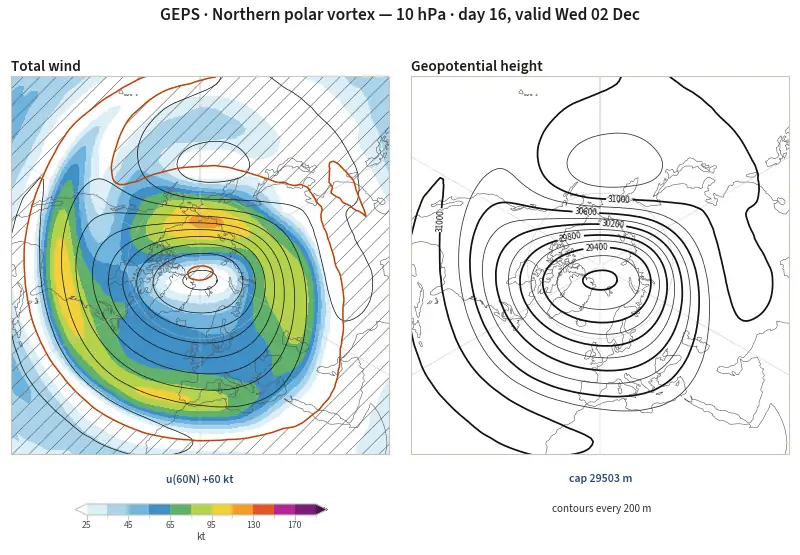 GEPS · Northern polar vortex — 10 hPa · day 16, valid Wed 02 Dec
Total wind
Geopotential height
31000
31000
30600
30200
29800
29400
u(60N) +60 kt
cap 29503 m
contours every 200 m
25 45 65 95 130 170
kt